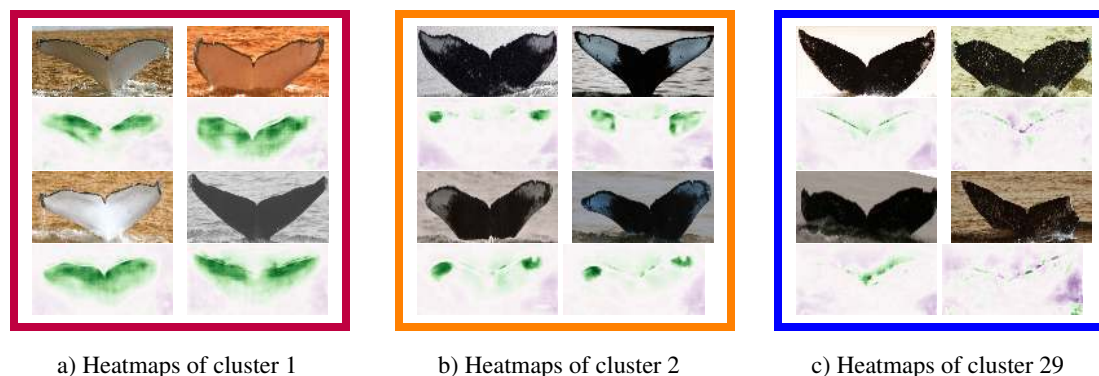 a) Heatmaps of cluster 1
b) Heatmaps of cluster 2
c) Heatmaps of cluster 29